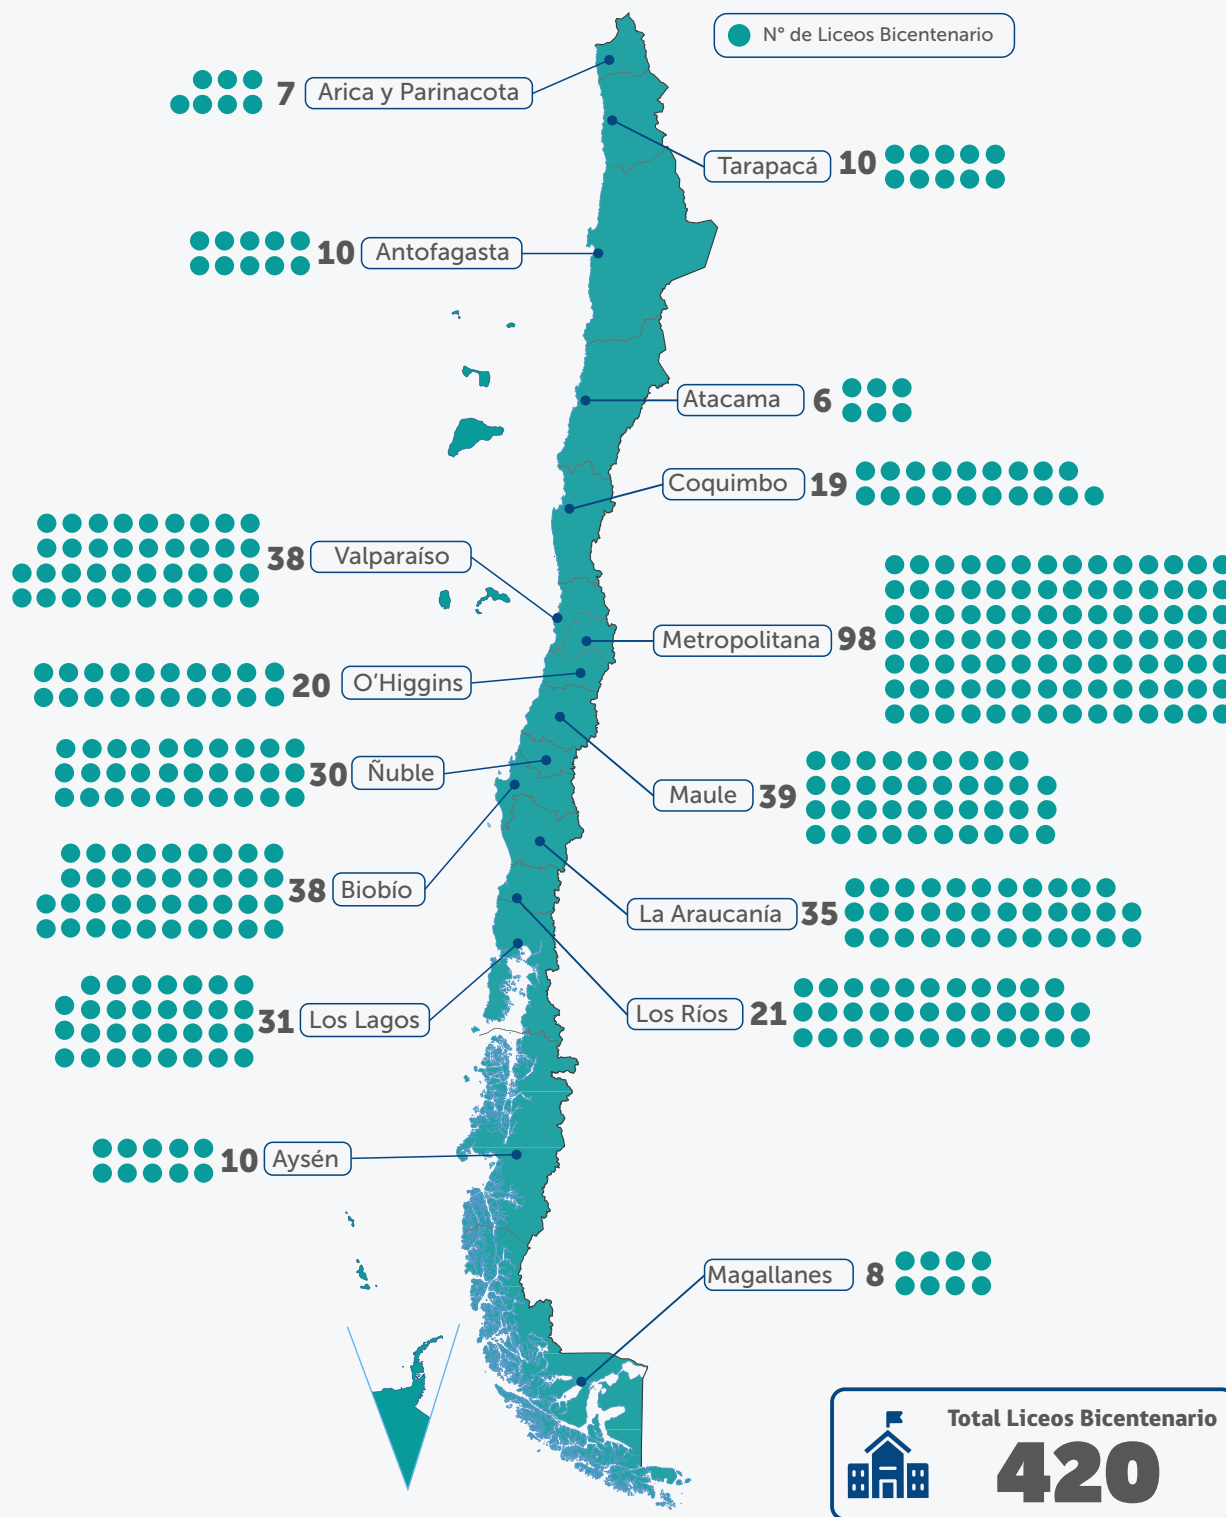 N° de Liceos Bicentenario
7 Arica y Parinacota
Tarapacá 10
10 Antofagasta
Atacama 6
Coquimbo 19
38 Valparaíso
Metropolitana 98
20 O’Higgins
30 Ñuble
Maule 39
38 Biobío
La Araucanía 35
31 Los Lagos
Los Ríos 21
10 Aysén
Magallanes 8
Total Liceos Bicentenario
420